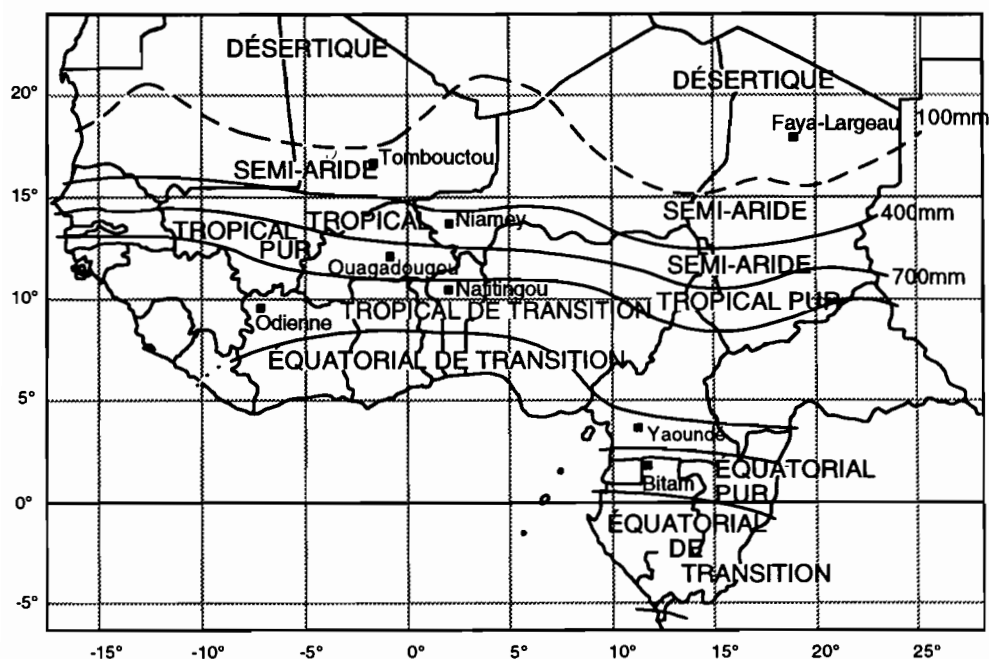 DÉSERTIQUE
DÉSERTIQUE
20°
100mm
Faya-Largeau
Tombouctou
SEMI-ARIDE
15°
SEMI-ARIDE
400mm
TROPICAL
Niamey
TROPICAL
PUR
SEMI-ARIDE
Ouagadougou
700mm
Natitingou
10°
TROPICAL DE TRANSITION
TROPICAL PUR
Odienne
ÉQUATORIAL DE TRANSITION
5°
Yaoundé
ÉQUATORIAL
PUR
Bitam
0°
ÉQUATORIAL
DE
TRANSITION
-5°
-15° -10° -5° 0° 5° 10° 15° 20° 25°